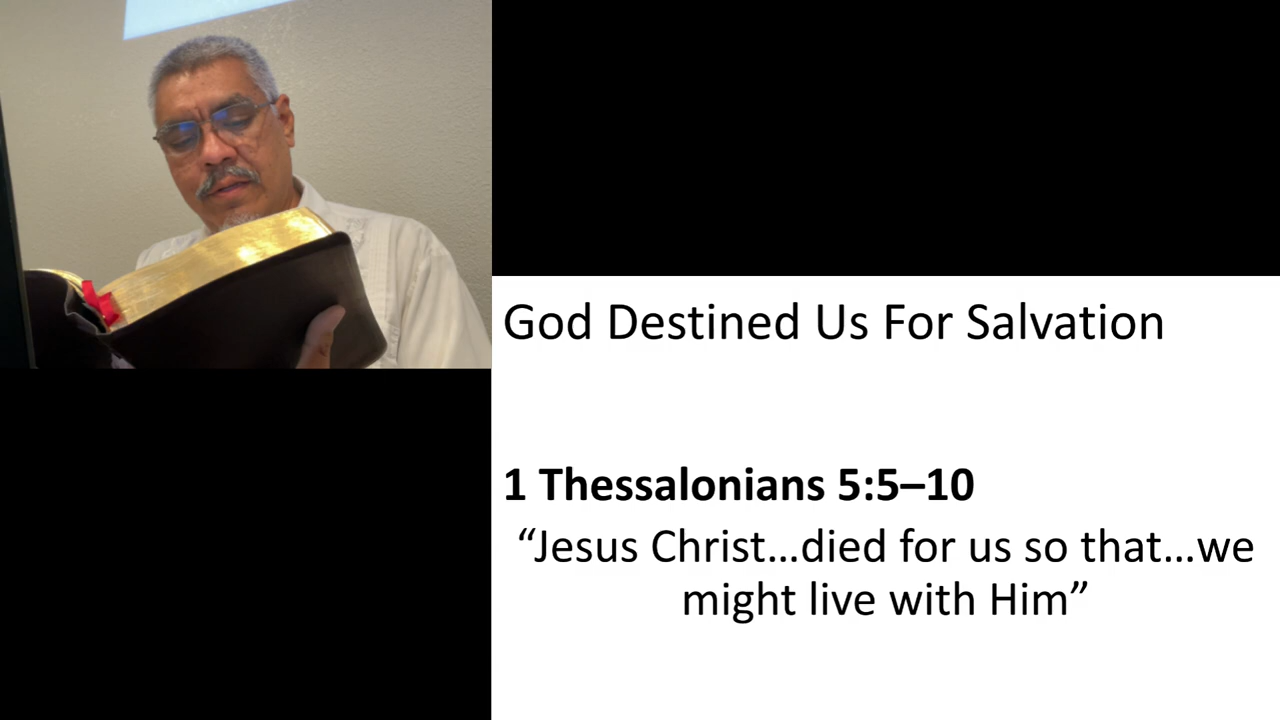 God Destined Us For Salvation
1 Thessalonians 5:5–10
“Jesus Christ…died for us so that…we
might live with Him”